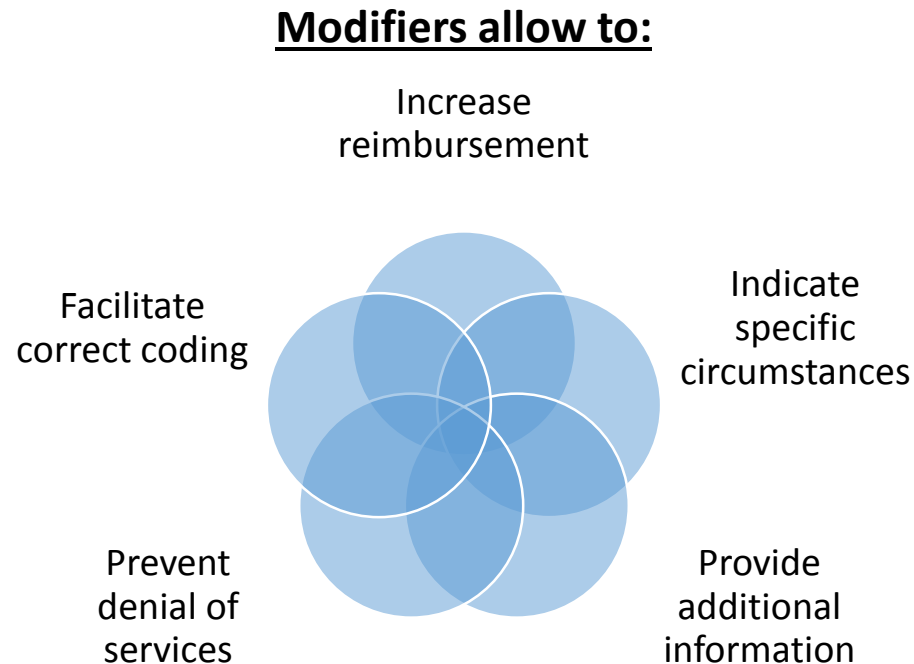 Modifiers allow to:
Increase
reimbursement
Indicate
specific
circumstances
Provide
additional
information
Prevent
denial of
services
Facilitate
correct coding